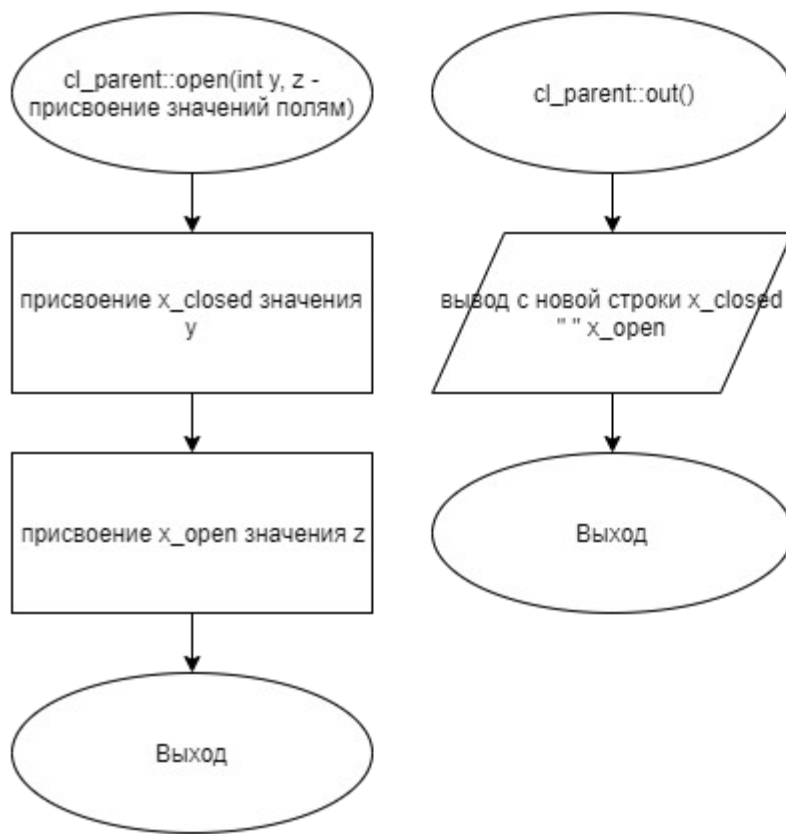 cl_parent::open(int y, z -
присвоение значений полям)
присвоение x_closed значения
y
присвоение x_open значения z
Выход
cl_parent::out()
вывод с новой строки x_closed
" " x_open
Выход